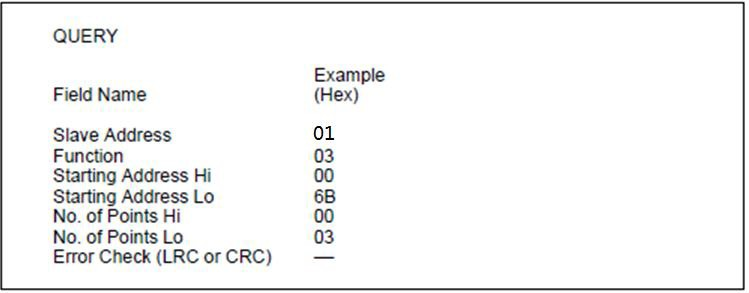 QUERY
Example
Field Name (Hex)
Slave Address 01
Function 03
Starting Address Hi 00
Starting Address Lo 6B
No. of Points Hi 00
No. of Points Lo 03
Error Check (LRC or CRC) —